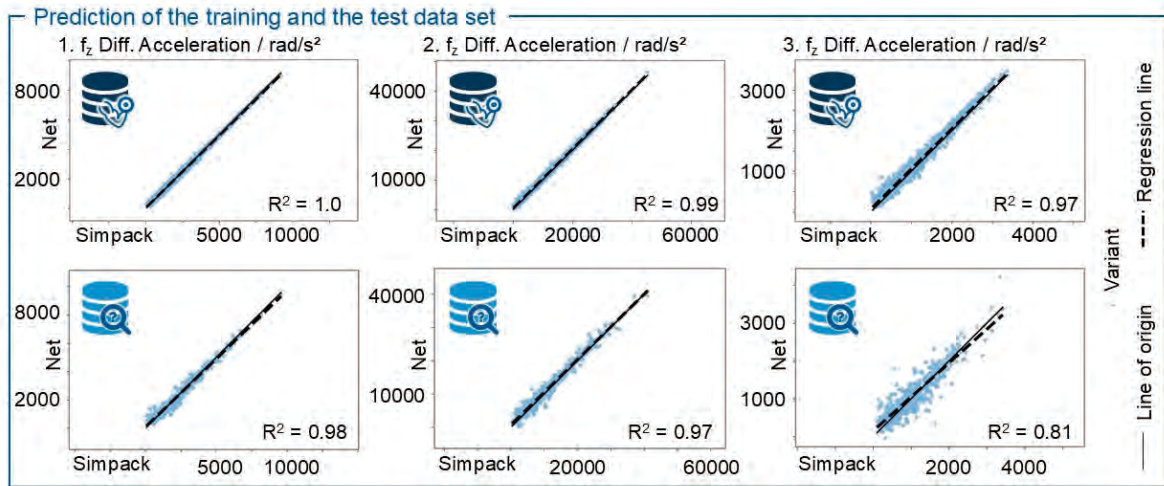 Prediction of the training and the test data set
1. fz Diff. Acceleration / rad/s²
2. fz Diff. Acceleration / rad/s²
3. fz Diff. Acceleration / rad/s²
8000
Net
2000
R² = 1.0
Simpack 5000 10000
40000
Net
10000
R² = 0.99
Simpack 20000 60000
3000
Net
1000
R² = 0.97
Simpack 2000 4000
8000
Net
2000
?
R² = 0.98
Simpack 5000 10000
40000
Net
10000
?
R² = 0.97
Simpack 20000 60000
3000
Net
1000
?
R² = 0.81
Simpack 2000 4000
Variant
Line of origin
Regression line